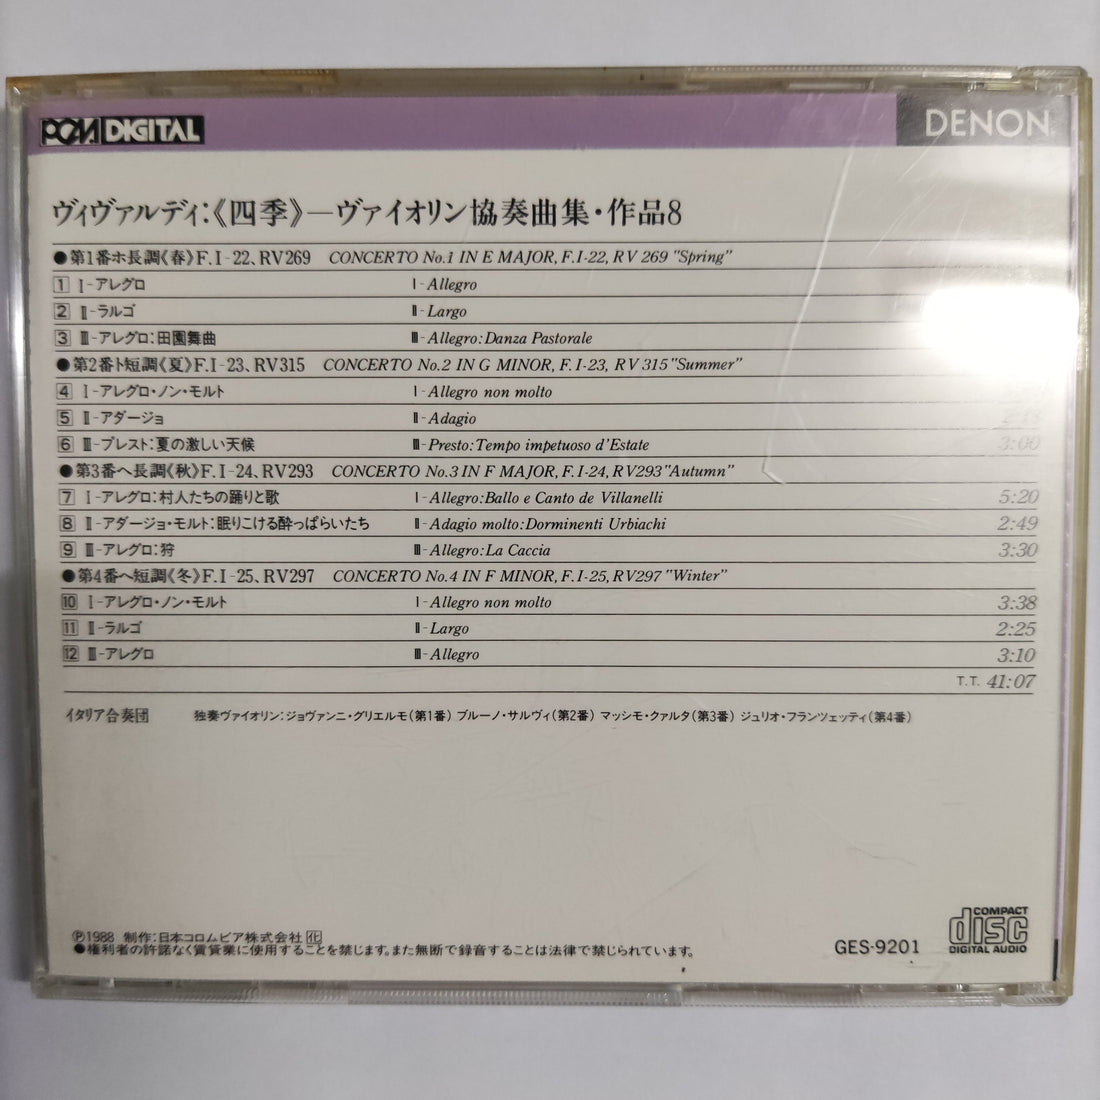 PCM DIGITAL
DENON
ヴィヴァルディ:《四季》―ヴァイオリン協奏曲集・作品8
●第1番ホ長調《春》F.I-22、RV269 CONCERTO No.1 IN E MAJOR, F.I-22, RV 269 "Spring"
1 I-アレグロ I-Allegro
2 II-ラルゴ II-Largo
3 III-アレグロ:田園舞曲 III-Allegro:Danza Pastorale
●第2番ト短調《夏》F.I-23、RV315 CONCERTO No.2 IN G MINOR, F.I-23, RV 315 "Summer"
4 I-アレグロ・ノン・モルト I-Allegro non molto
5 II-アダージョ II-Adagio
6 III-プレスト:夏の激しい天候 III-Presto:Tempo impetuoso d'Estate 3:00
●第3番ヘ長調《秋》F.I-24、RV293 CONCERTO No.3 IN F MAJOR, F.I-24, RV293 "Autumn"
7 I-アレグロ:村人たちの踊りと歌 I-Allegro:Ballo e Canto de Villanelli 5:20
8 II-アダージョ・モルト:眠りこける酔っぱらいたち II-Adagio molto:Dorminenti Urbiachi 2:49
9 III-アレグロ:狩 III-Allegro:La Caccia 3:30
●第4番ヘ短調《冬》F.I-25、RV297 CONCERTO No.4 IN F MINOR, F.I-25, RV297 "Winter"
10 I-アレグロ・ノン・モルト I-Allegro non molto 3:38
11 II-ラルゴ II-Largo 2:25
12 III-アレグロ III-Allegro 3:10
T.T. 41:07
イタリア合奏団 独奏ヴァイオリン:ジョヴァンニ・グリエルモ(第1番) ブルーノ・サルヴィ(第2番) マッシモ・クァルタ(第3番) ジュリオ・フランツェッティ(第4番)
Ⓟ1988 制作:日本コロムビア株式会社 化
●権利者の許諾なく賃貸業に使用することを禁じます。また無断で録音することは法律で禁じられています。
GES-9201
COMPACT
disc
DIGITAL AUDIO